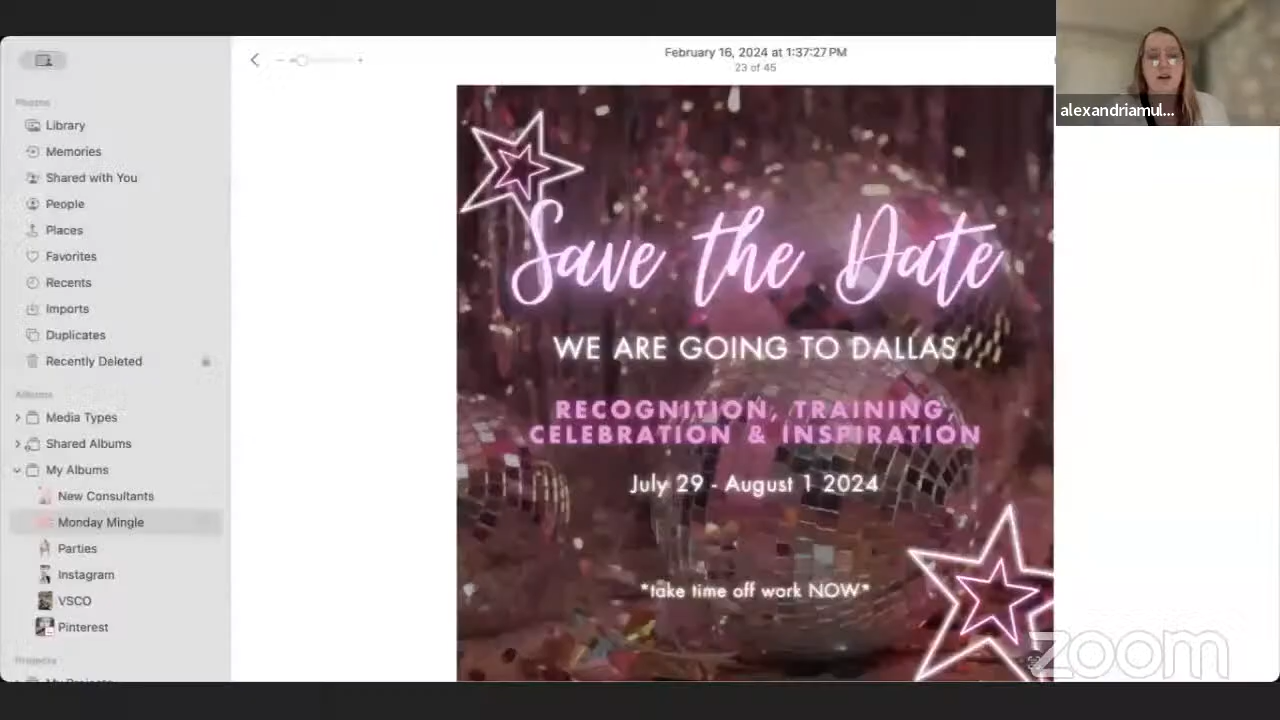 February 16, 2024 at 1:37:27 PM
23 of 45
alexandriamul...
Photos
Library
Memories
Shared with You
People
Places
Favorites
Recents
Imports
Duplicates
Recently Deleted
Albums
Media Types
Shared Albums
My Albums
New Consultants
Monday Mingle
Parties
Instagram
VSCO
Pinterest
Projects
My Projects
Save the Date
WE ARE GOING TO DALLAS
RECOGNITION, TRAINING,
CELEBRATION & INSPIRATION
July 29 - August 1 2024
*take time off work NOW*
zoom